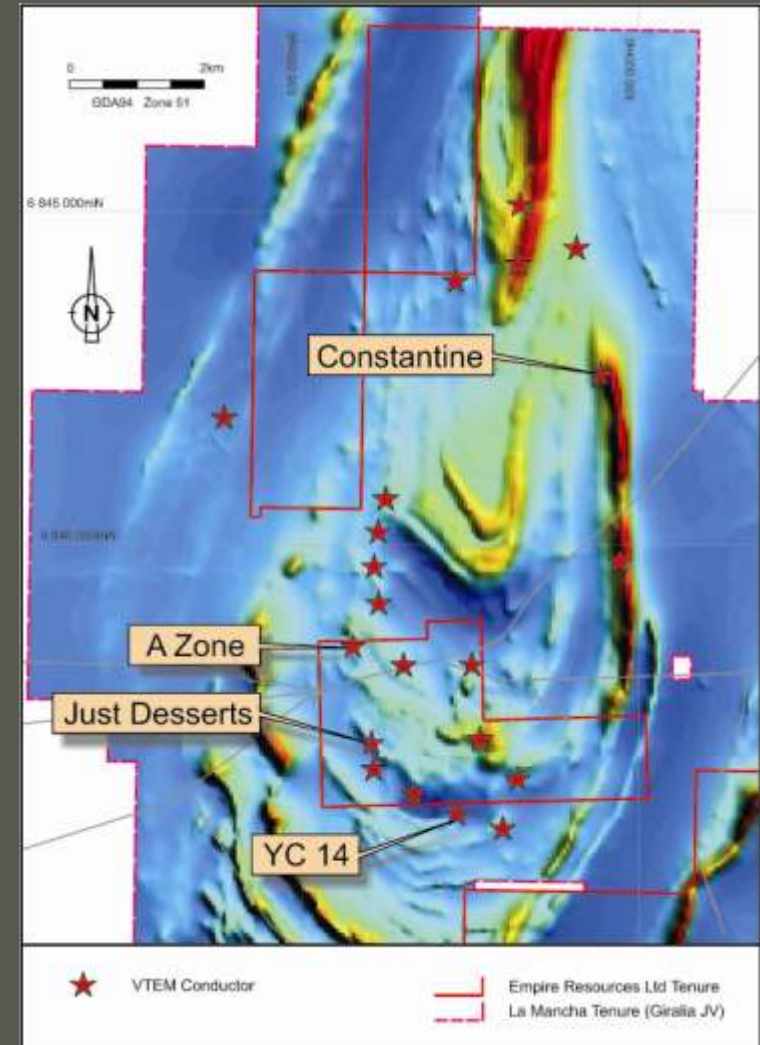 0 2km
GDA94 Zone 51
6 845 000mN
N
Constantine
A Zone
Just Desserts
YC 14
VTEM Conductor
Empire Resources Ltd Tenure
La Mancha Tenure (Giralia JV)